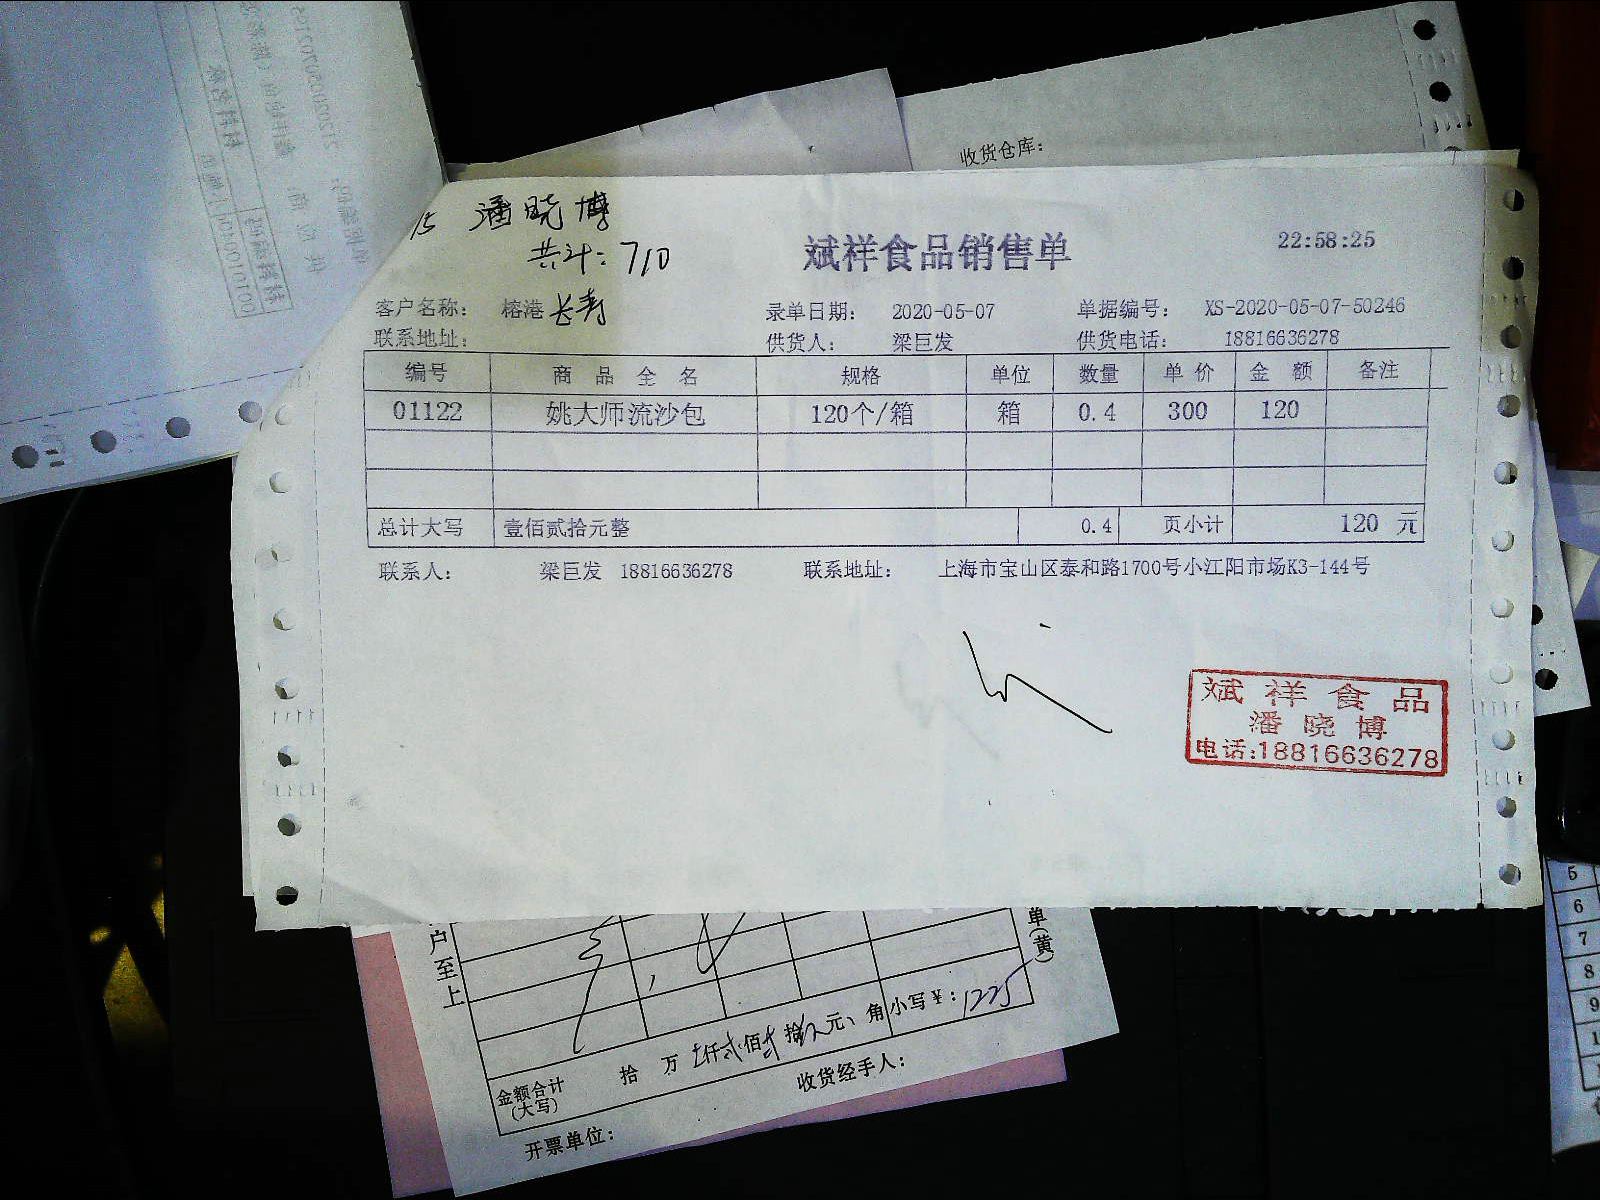 收货仓库：
15 潘晓博
共计：710
斌祥食品销售单
22:58:25
客户名称： 榕港 长寿 录单日期： 2020-05-07 单据编号： XS-2020-05-07-50246
联系地址： 供货人： 梁巨发 供货电话： 18816636278
编号 商品全名 规格 单位 数量 单价 金额 备注
01122 姚大师流沙包 120个/箱 箱 0.4 300 120
总计大写 壹佰贰拾元整 0.4 页小计 120 元
联系人： 梁巨发 18816636278 联系地址： 上海市宝山区泰和路1700号小江阳市场K3-144号
斌祥食品
潘晓博
电话:18816636278
户至上
单(黄)
金额合计(大写) 拾 万 仟 佰 拾 元 角 小写¥：1225
开票单位： 收货经手人：
5
6
7
8
9